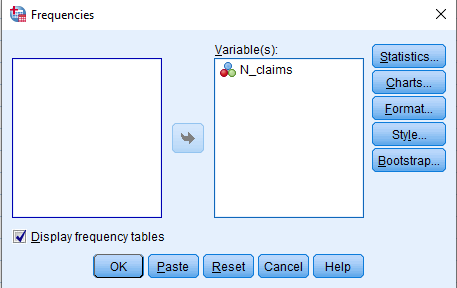 Frequencies
Variable(s):
N_claims
Statistics...
Charts...
Format...
Style...
Bootstrap...
Display frequency tables
OK Paste Reset Cancel Help